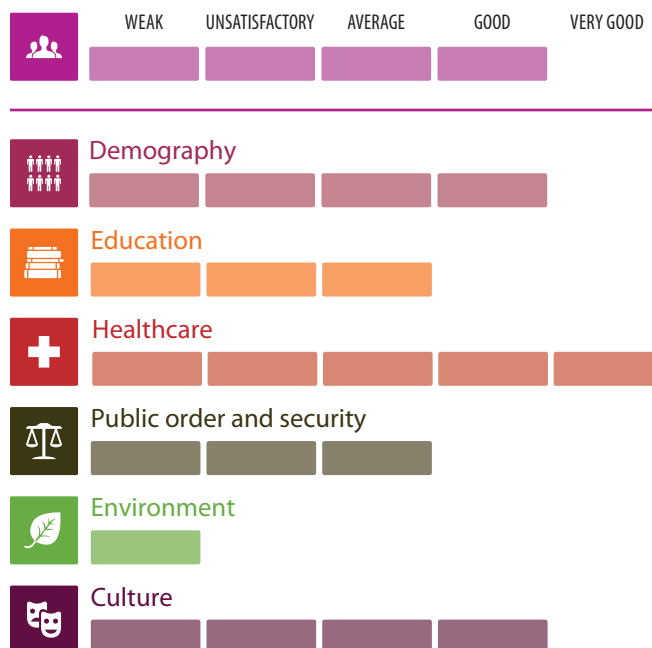 WEAK UNSATISFACTORY AVERAGE GOOD VERY GOOD
Demography
Education
Healthcare
Public order and security
Environment
Culture